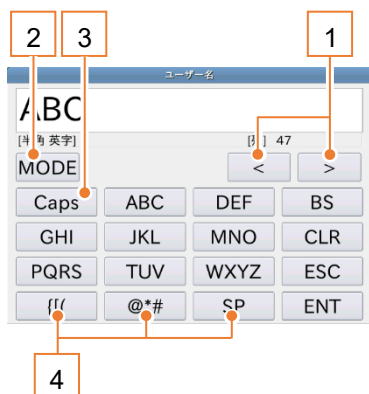 2 3 1
ユーザー名
ABC
[半角 英字] [残] 47
MODE < >
Caps ABC DEF BS
GHI JKL MNO CLR
PQRS TUV WXYZ ESC
{[( @*# SP ENT
4